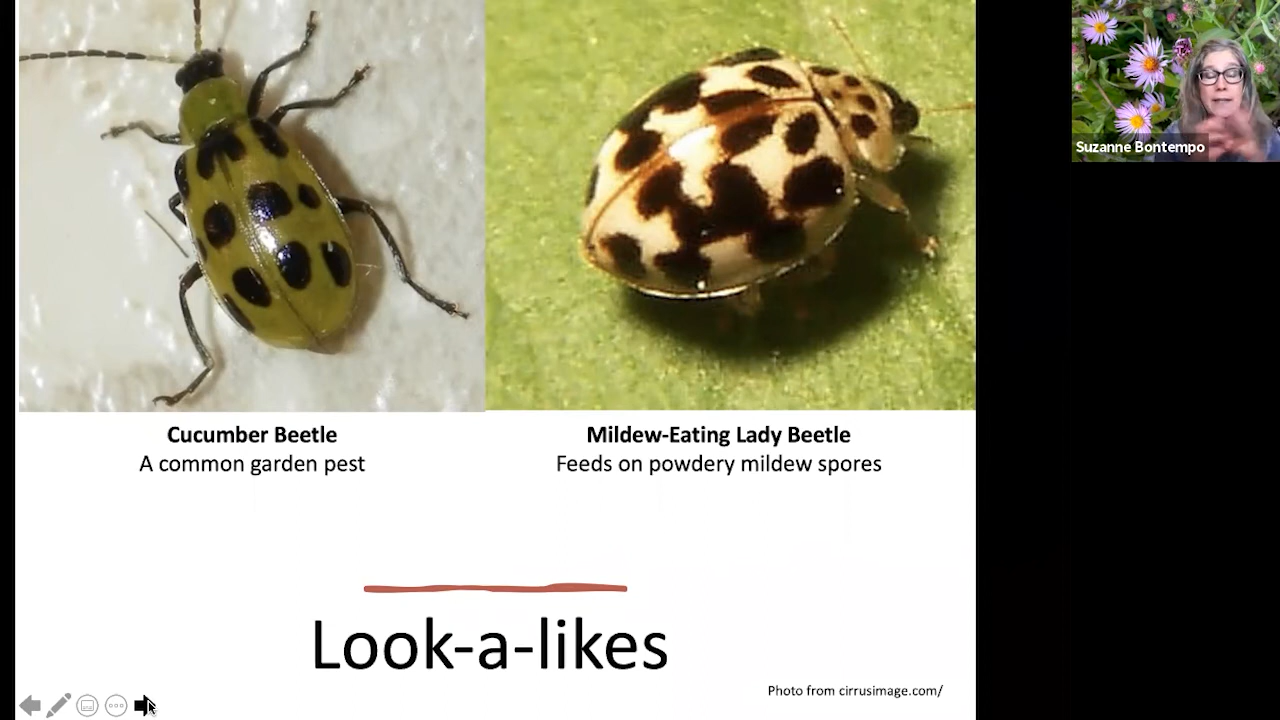 Suzanne Bontempo
Cucumber Beetle
A common garden pest
Mildew-Eating Lady Beetle
Feeds on powdery mildew spores
Look-a-likes
Photo from cirrusimage.com/